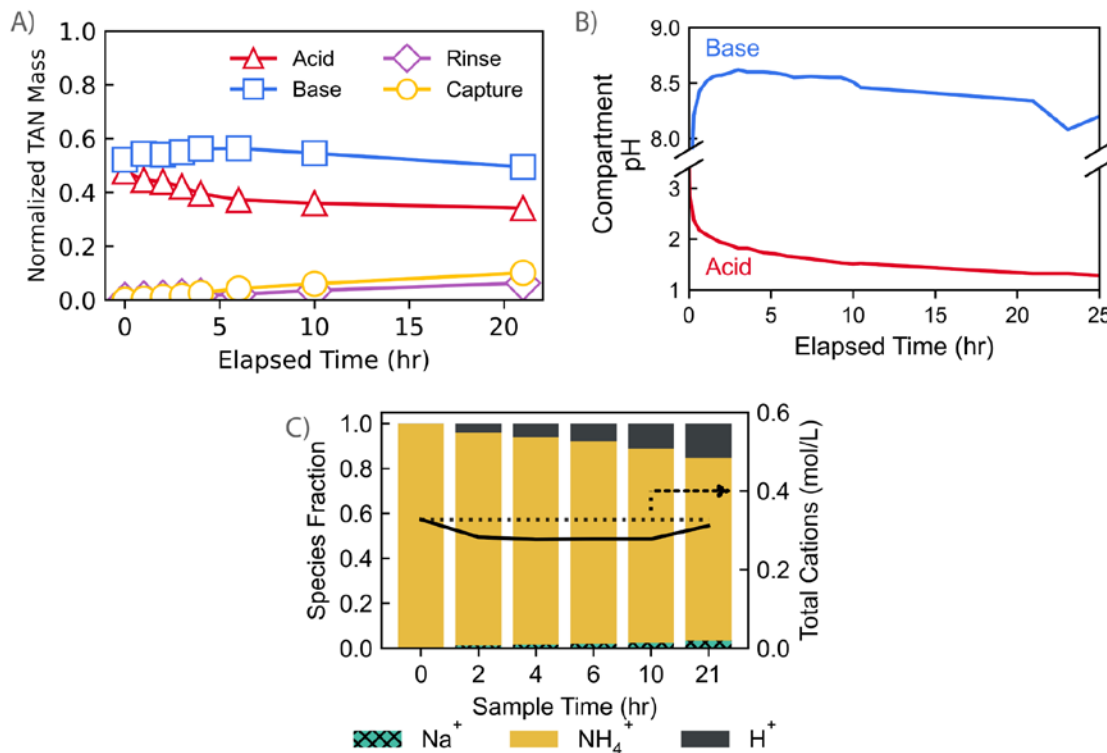 A)
Normalized TAN Mass
1.0
0.8
0.6
0.4
0.2
0.0
Acid
Base
Rinse
Capture
0 5 10 15 20
Elapsed Time (hr)
B)
Compartment
pH
9.0
8.5
8.0
3
2
1
Base
Acid
0 5 10 15 20 25
Elapsed Time (hr)
C)
Species Fraction
1.0
0.8
0.6
0.4
0.2
0.0
0.6
0.4
0.2
0.0
Total Cations (mol/L)
0 2 4 6 10 21
Sample Time (hr)
Na+ NH4+ H+